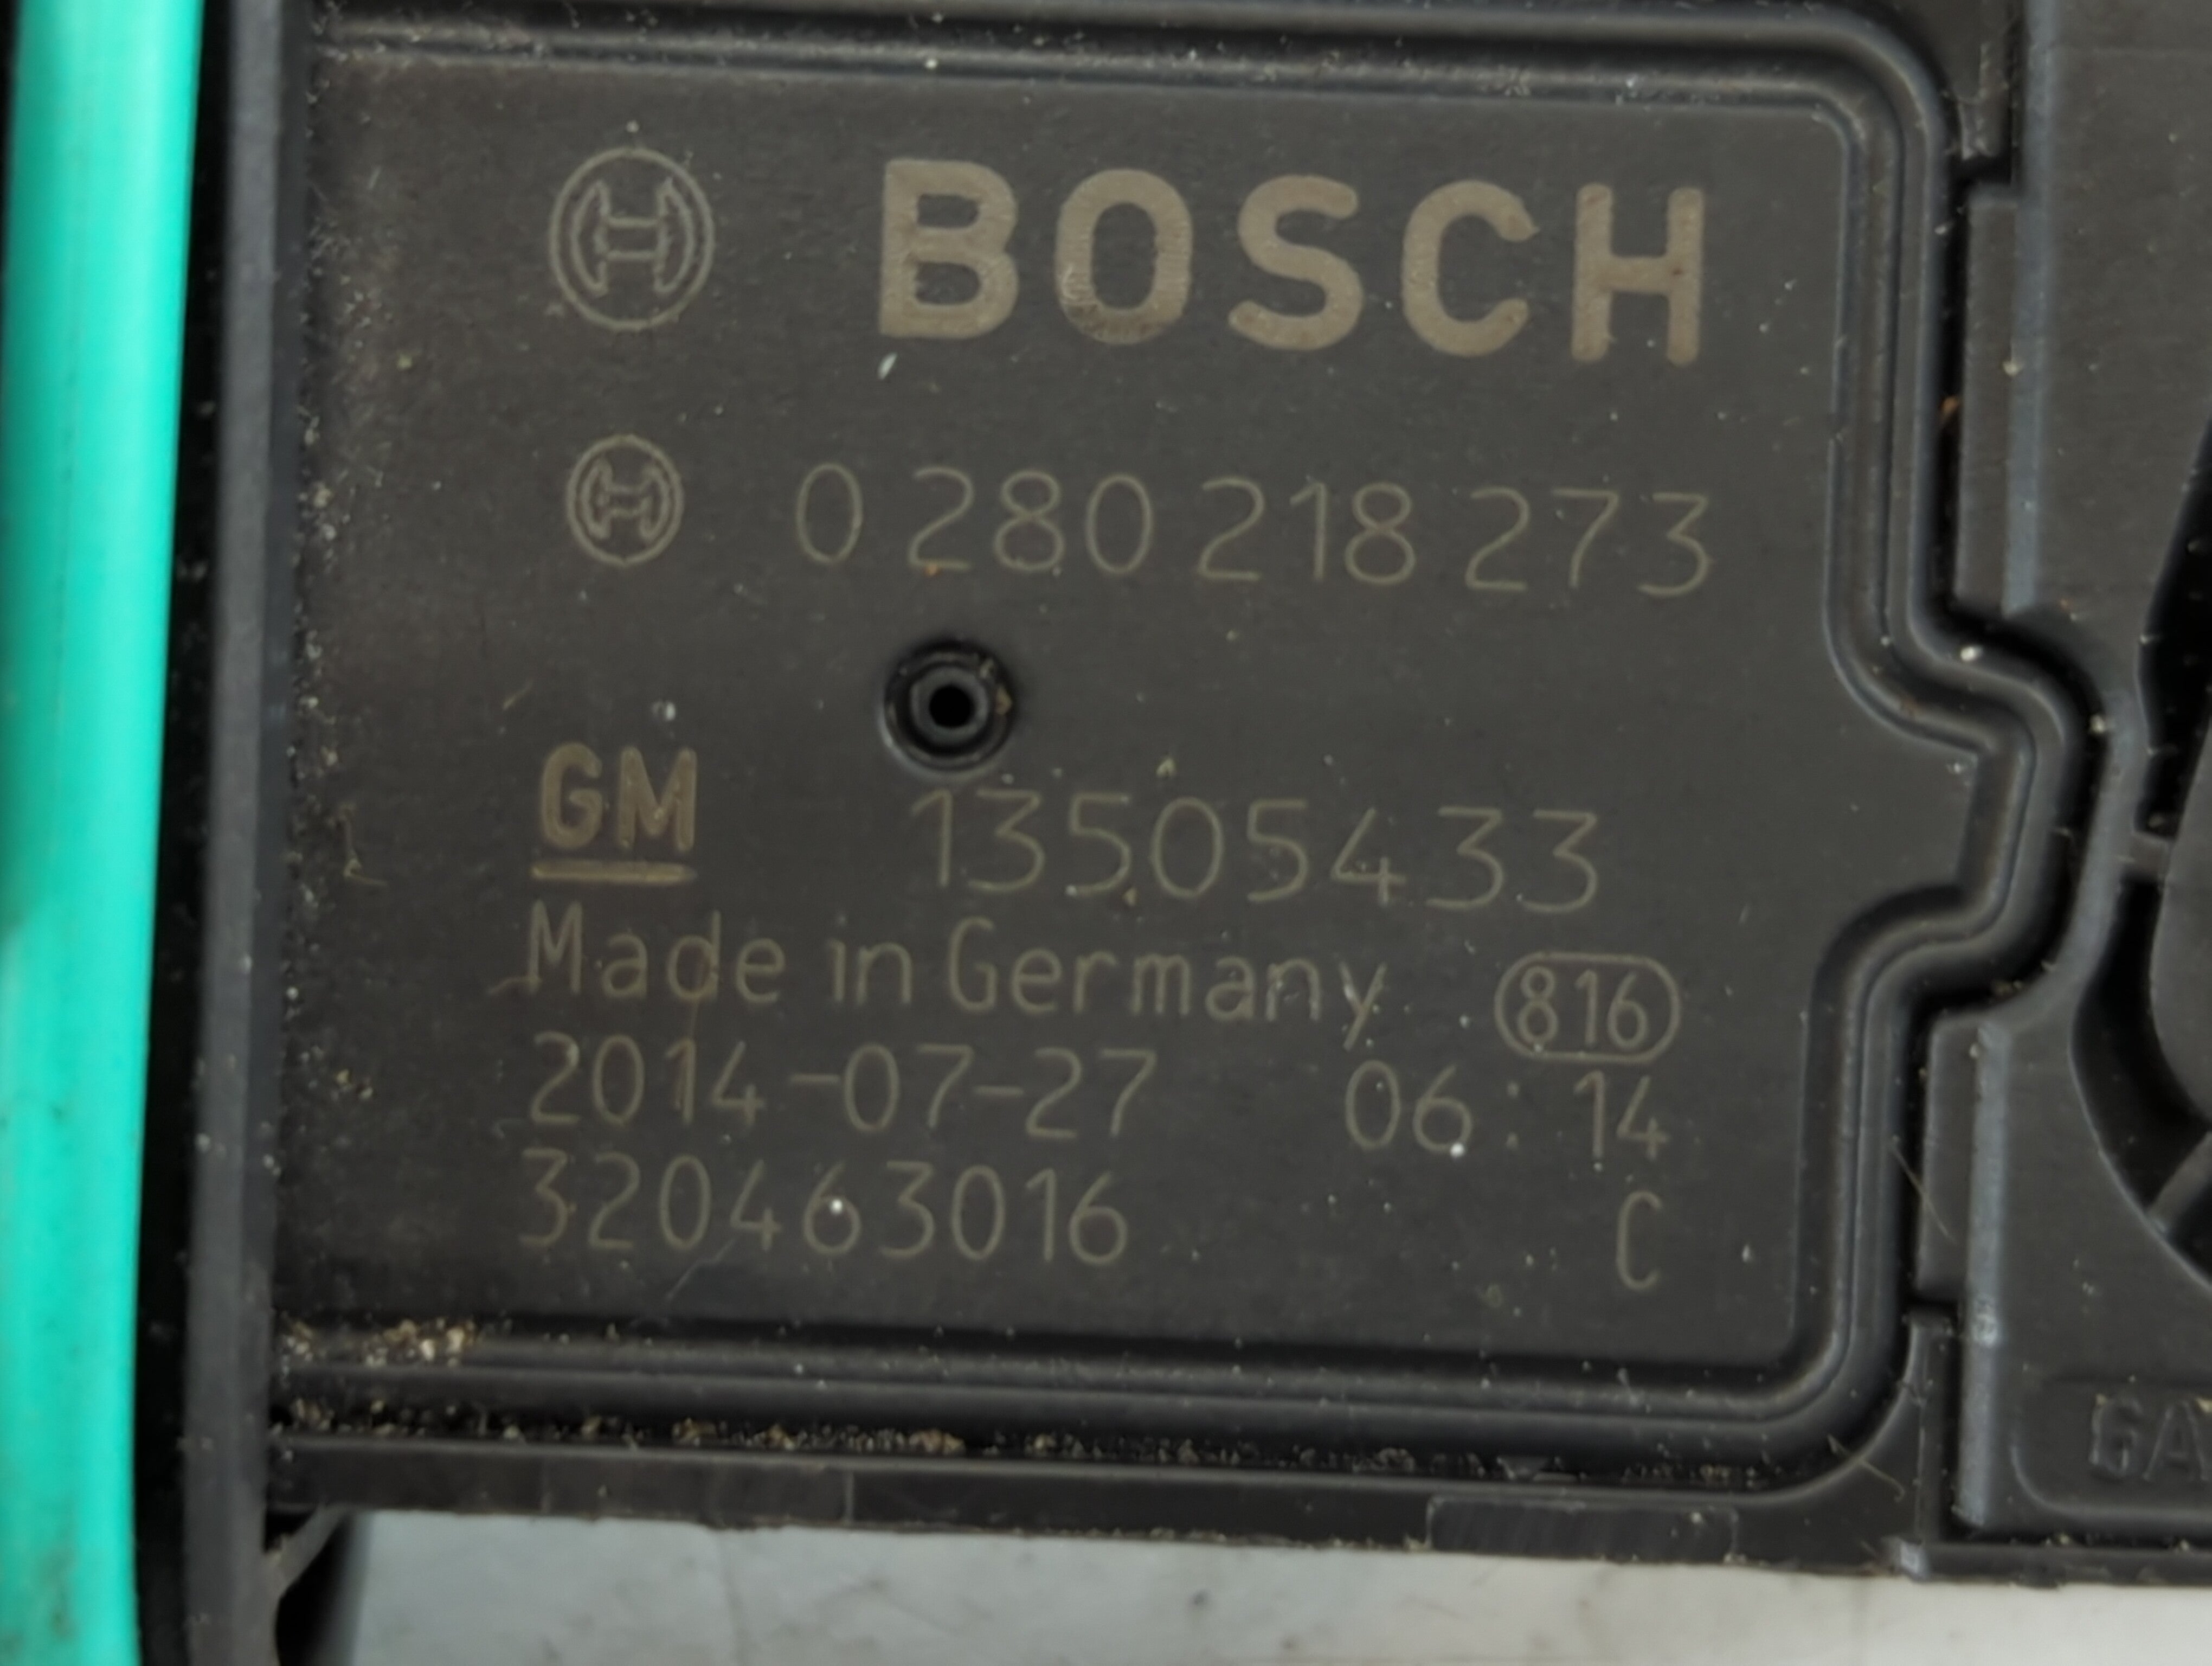 BOSCH
0 280 218 273
GM 13505433
Made in Germany 816
2014-07-27 06:14
320463016 C